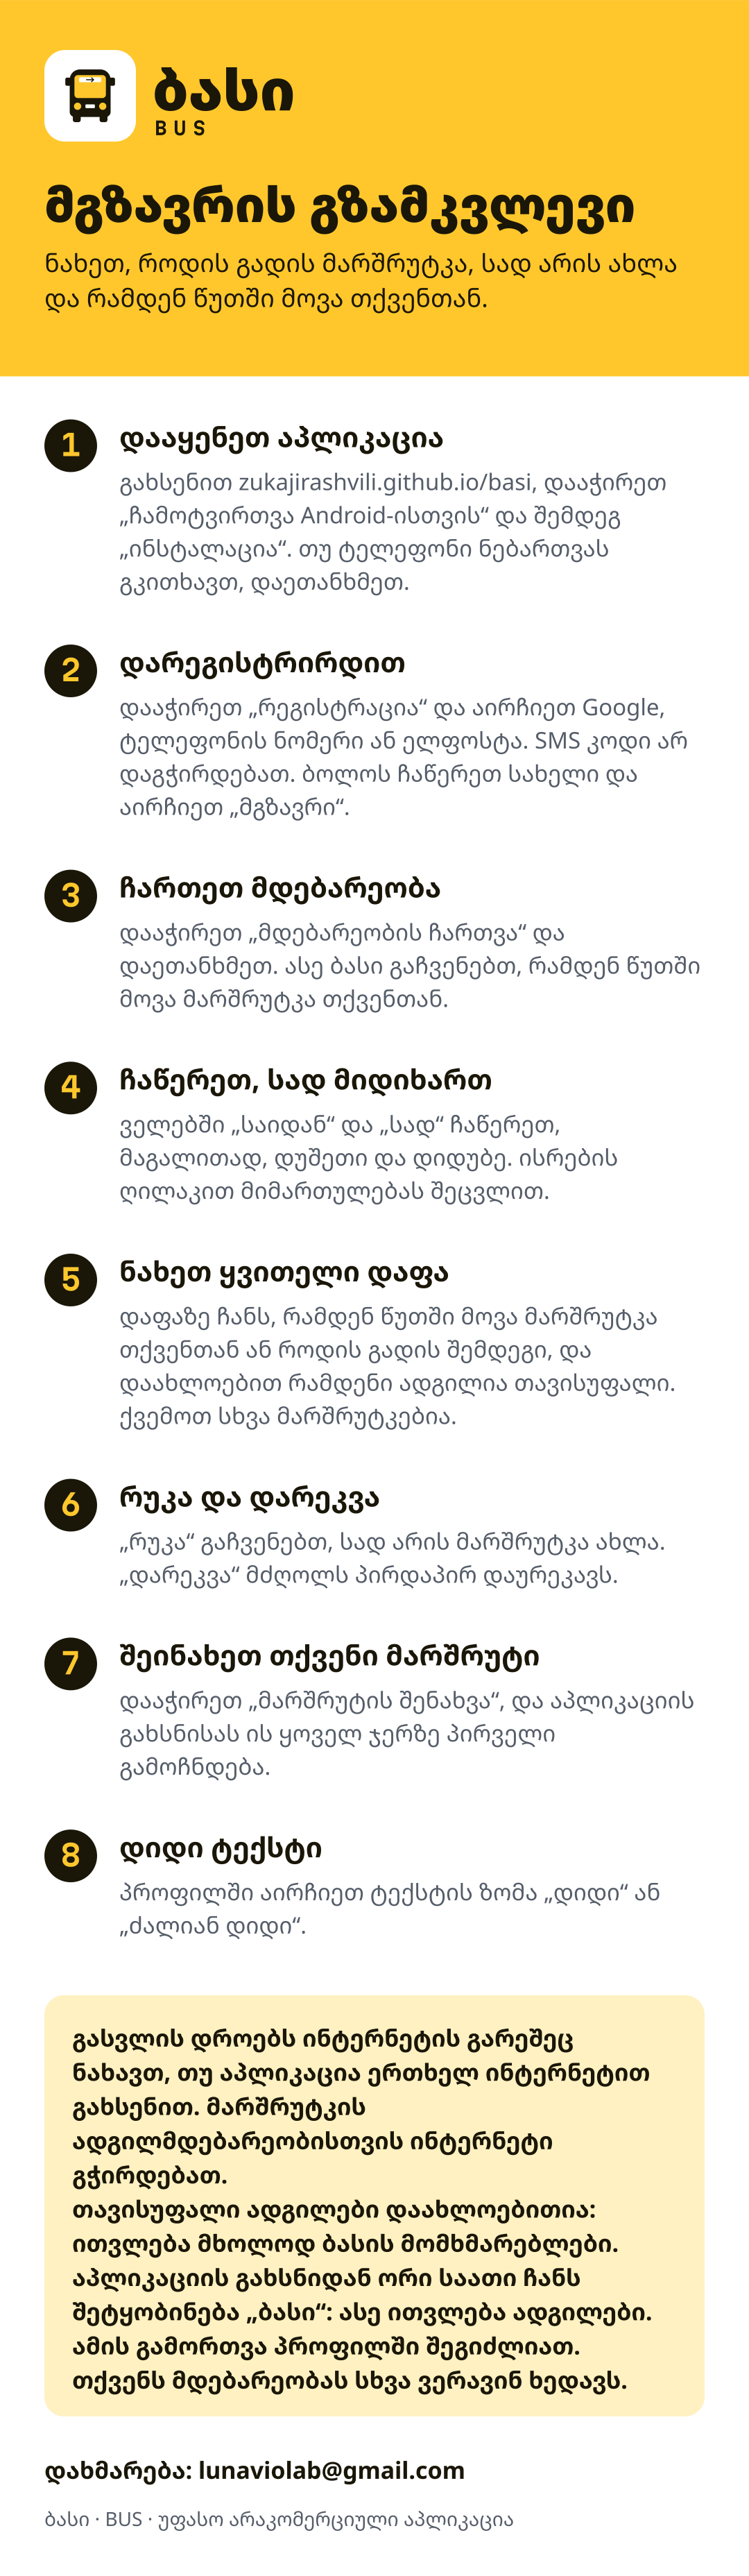 ბასი
BUS
მგზავრის გზამკვლევი
ნახეთ, როდის გადის მარშრუტკა, სად არის ახლა
და რამდენ წუთში მოვა თქვენთან.
1
დააყენეთ აპლიკაცია
გახსენით zukajirashvili.github.io/basi, დააჭირეთ
„ჩამოტვირთვა Android-ისთვის“ და შემდეგ
„ინსტალაცია“. თუ ტელეფონი ნებართვას
გკითხავთ, დაეთანხმეთ.
2
დარეგისტრირდით
დააჭირეთ „რეგისტრაცია“ და აირჩიეთ Google,
ტელეფონის ნომერი ან ელფოსტა. SMS კოდი არ
დაგჭირდებათ. ბოლოს ჩაწერეთ სახელი და
აირჩიეთ „მგზავრი“.
3
ჩართეთ მდებარეობა
დააჭირეთ „მდებარეობის ჩართვა“ და
დაეთანხმეთ. ასე ბასი გაჩვენებთ, რამდენ წუთში
მოვა მარშრუტკა თქვენთან.
4
ჩაწერეთ, სად მიდიხართ
ველებში „საიდან“ და „სად“ ჩაწერეთ,
მაგალითად, დუშეთი და დიდუბე. ისრების
ღილაკით მიმართულებას შეცვლით.
5
ნახეთ ყვითელი დაფა
დაფაზე ჩანს, რამდენ წუთში მოვა მარშრუტკა
თქვენთან ან როდის გადის შემდეგი, და
დაახლოებით რამდენი ადგილია თავისუფალი.
ქვემოთ სხვა მარშრუტკებია.
6
რუკა და დარეკვა
„რუკა“ გაჩვენებთ, სად არის მარშრუტკა ახლა.
„დარეკვა“ მძღოლს პირდაპირ დაურეკავს.
7
შეინახეთ თქვენი მარშრუტი
დააჭირეთ „მარშრუტის შენახვა“, და აპლიკაციის
გახსნისას ის ყოველ ჯერზე პირველი
გამოჩნდება.
8
დიდი ტექსტი
პროფილში აირჩიეთ ტექსტის ზომა „დიდი“ ან
„ძალიან დიდი“.
გასვლის დროებს ინტერნეტის გარეშეც
ნახავთ, თუ აპლიკაცია ერთხელ ინტერნეტით
გახსენით. მარშრუტკის
ადგილმდებარეობისთვის ინტერნეტი
გჭირდებათ.
თავისუფალი ადგილები დაახლოებითია:
ითვლება მხოლოდ ბასის მომხმარებლები.
აპლიკაციის გახსნიდან ორი საათი ჩანს
შეტყობინება „ბასი“: ასე ითვლება ადგილები.
ამის გამორთვა პროფილში შეგიძლიათ.
თქვენს მდებარეობას სხვა ვერავინ ხედავს.
დახმარება: lunaviolab@gmail.com
ბასი · BUS · უფასო არაკომერციული აპლიკაცია